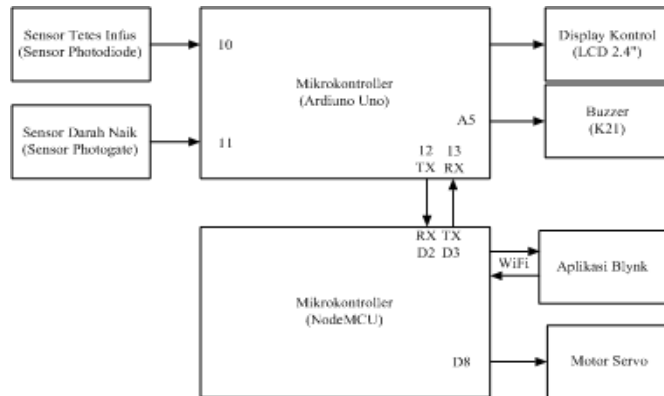 Sensor Tetes Infus
(Sensor Photodiode)
10
Mikrokontroller
(Ardiuno Uno)
Display Kontrol
(LCD 2.4")
Sensor Darah Naik
(Sensor Photogate)
11
A5
Buzzer
(K21)
12 13
TX RX
RX TX
D2 D3
WiFi
Aplikasi Blynk
Mikrokontroller
(NodeMCU)
D8
Motor Servo